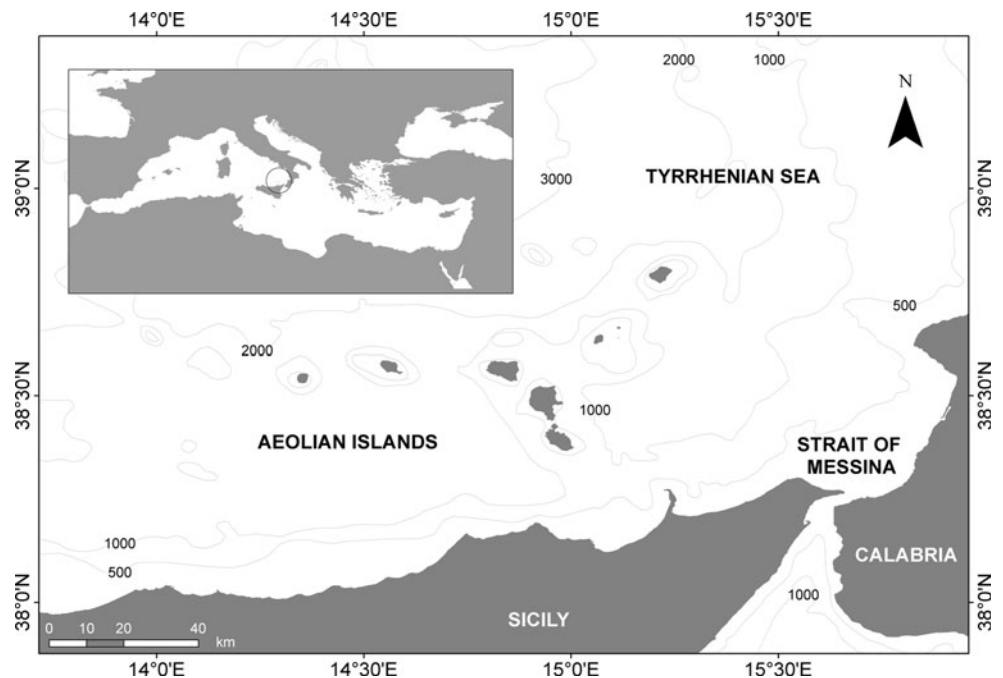 14°0'E 14°30'E 15°0'E 15°30'E
2000 1000
N
3000
TYRRHENIAN SEA
39°0'N 39°0'N
500
2000
38°30'N 38°30'N
1000
AEOLIAN ISLANDS
STRAIT OF
MESSINA
1000
500
CALABRIA
1000
38°0'N 38°0'N
SICILY
0 10 20 40
km
14°0'E 14°30'E 15°0'E 15°30'E